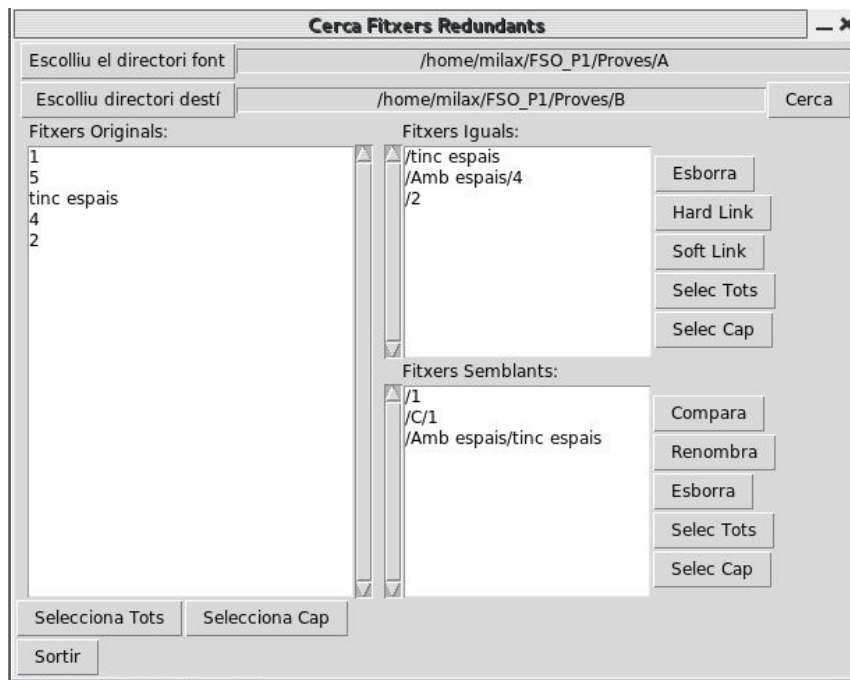 Cerca Fitxers Redundants
Escolliu el directori font
/home/milax/FSO_P1/Proves/A
Escolliu directori destí
/home/milax/FSO_P1/Proves/B
Cerca
Fitxers Originals:
1
5
tinc espais
4
2
Fitxers Iguals:
/tinc espais
/Amb espais/4
/2
Esborra
Hard Link
Soft Link
Selec Tots
Selec Cap
Fitxers Semblants:
/1
/C/1
/Amb espais/tinc espais
Compara
Renombra
Esborra
Selec Tots
Selec Cap
Selecciona Tots
Selecciona Cap
Sortir